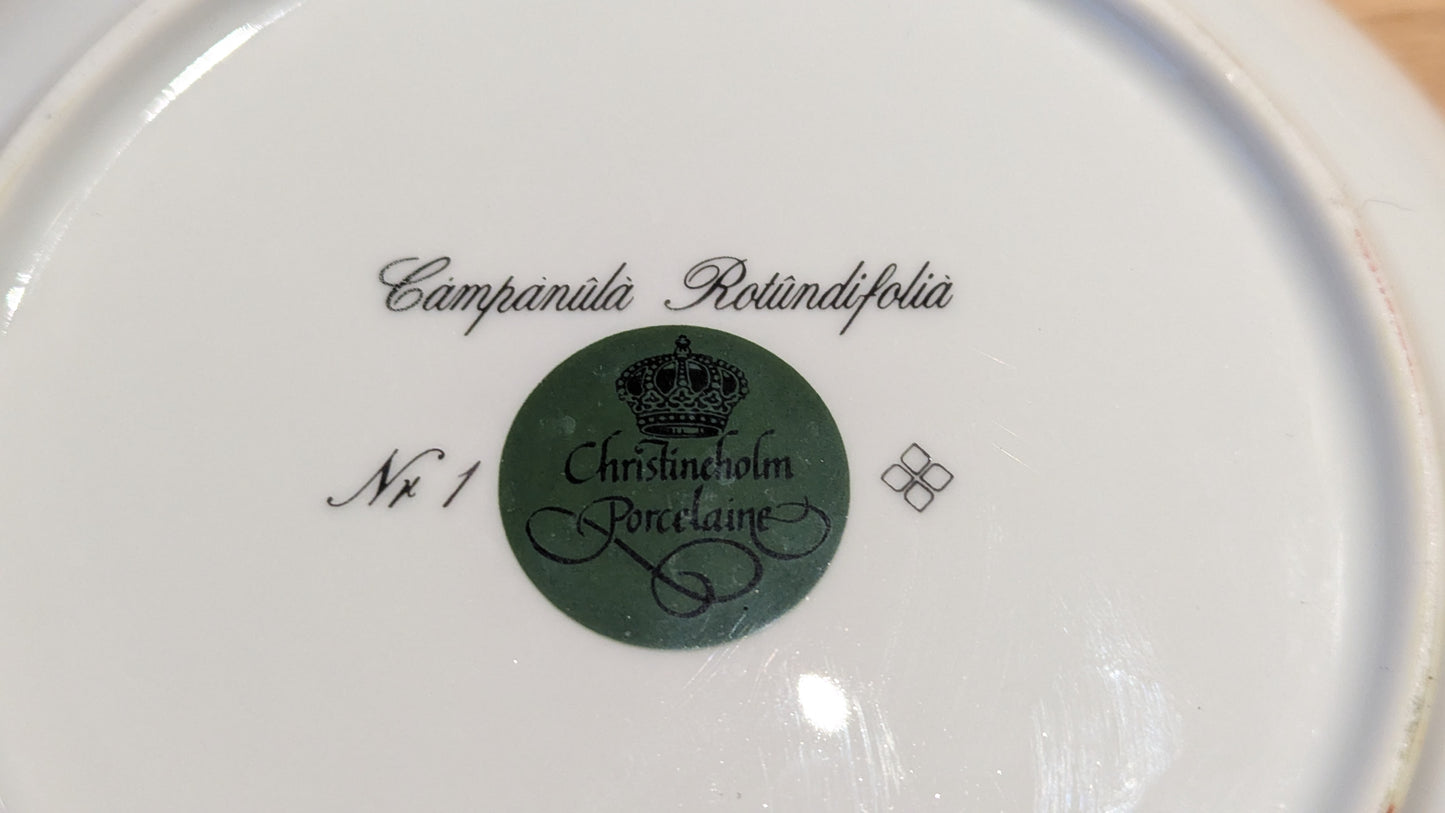 Càmpànûlà Rotûndifolià
Nr 1
Christineholm
Porcelaine